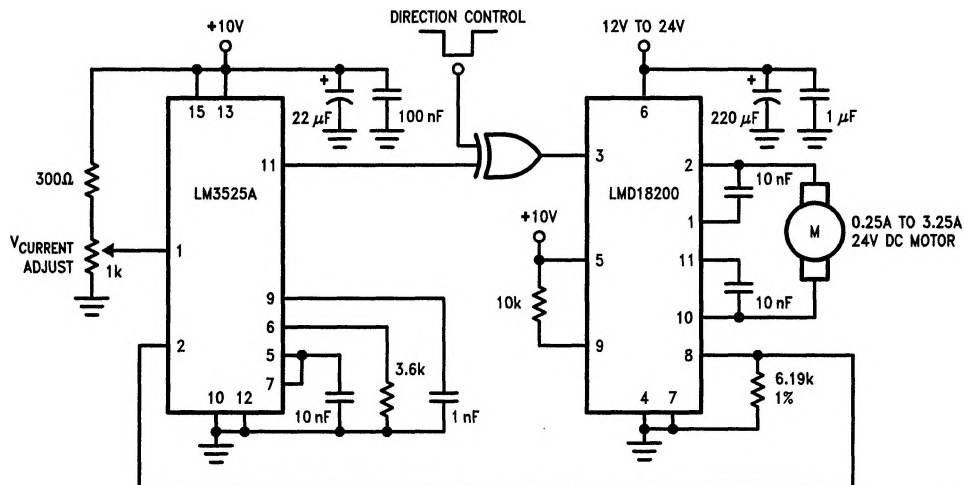 DIRECTION CONTROL
+10V
12V TO 24V
15
13
+
22 µF
100 nF
6
+
220 µF
1 µF
11
3
2
10 nF
300Ω
LM3525A
LMD18200
1
+10V
M
0.25A TO 3.25A
24V DC MOTOR
VCURRENT
ADJUST
1k
1
5
11
9
10k
10 nF
6
10
2
5
3.6k
9
8
7
6.19k
1%
10
12
10 nF
1 nF
4
7